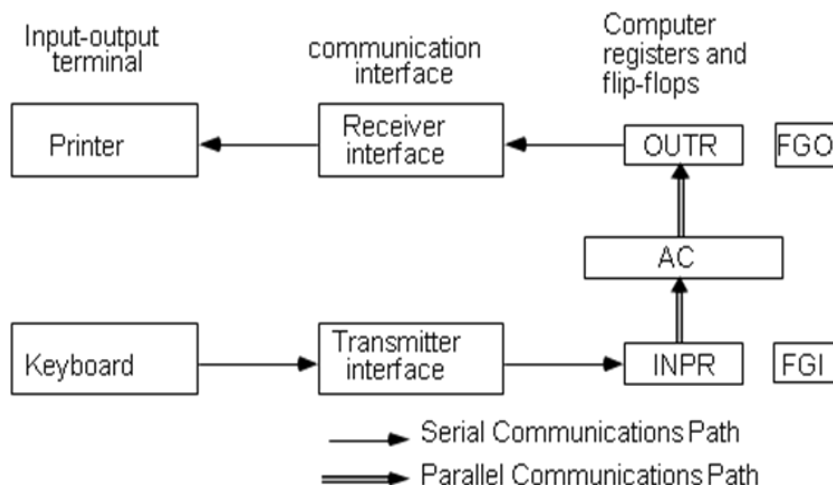 Input-output
terminal
communication
interface
Computer
registers and
flip-flops
Printer
Receiver
interface
OUTR
FGO
AC
Keyboard
Transmitter
interface
INPR
FGI
Serial Communications Path
Parallel Communications Path